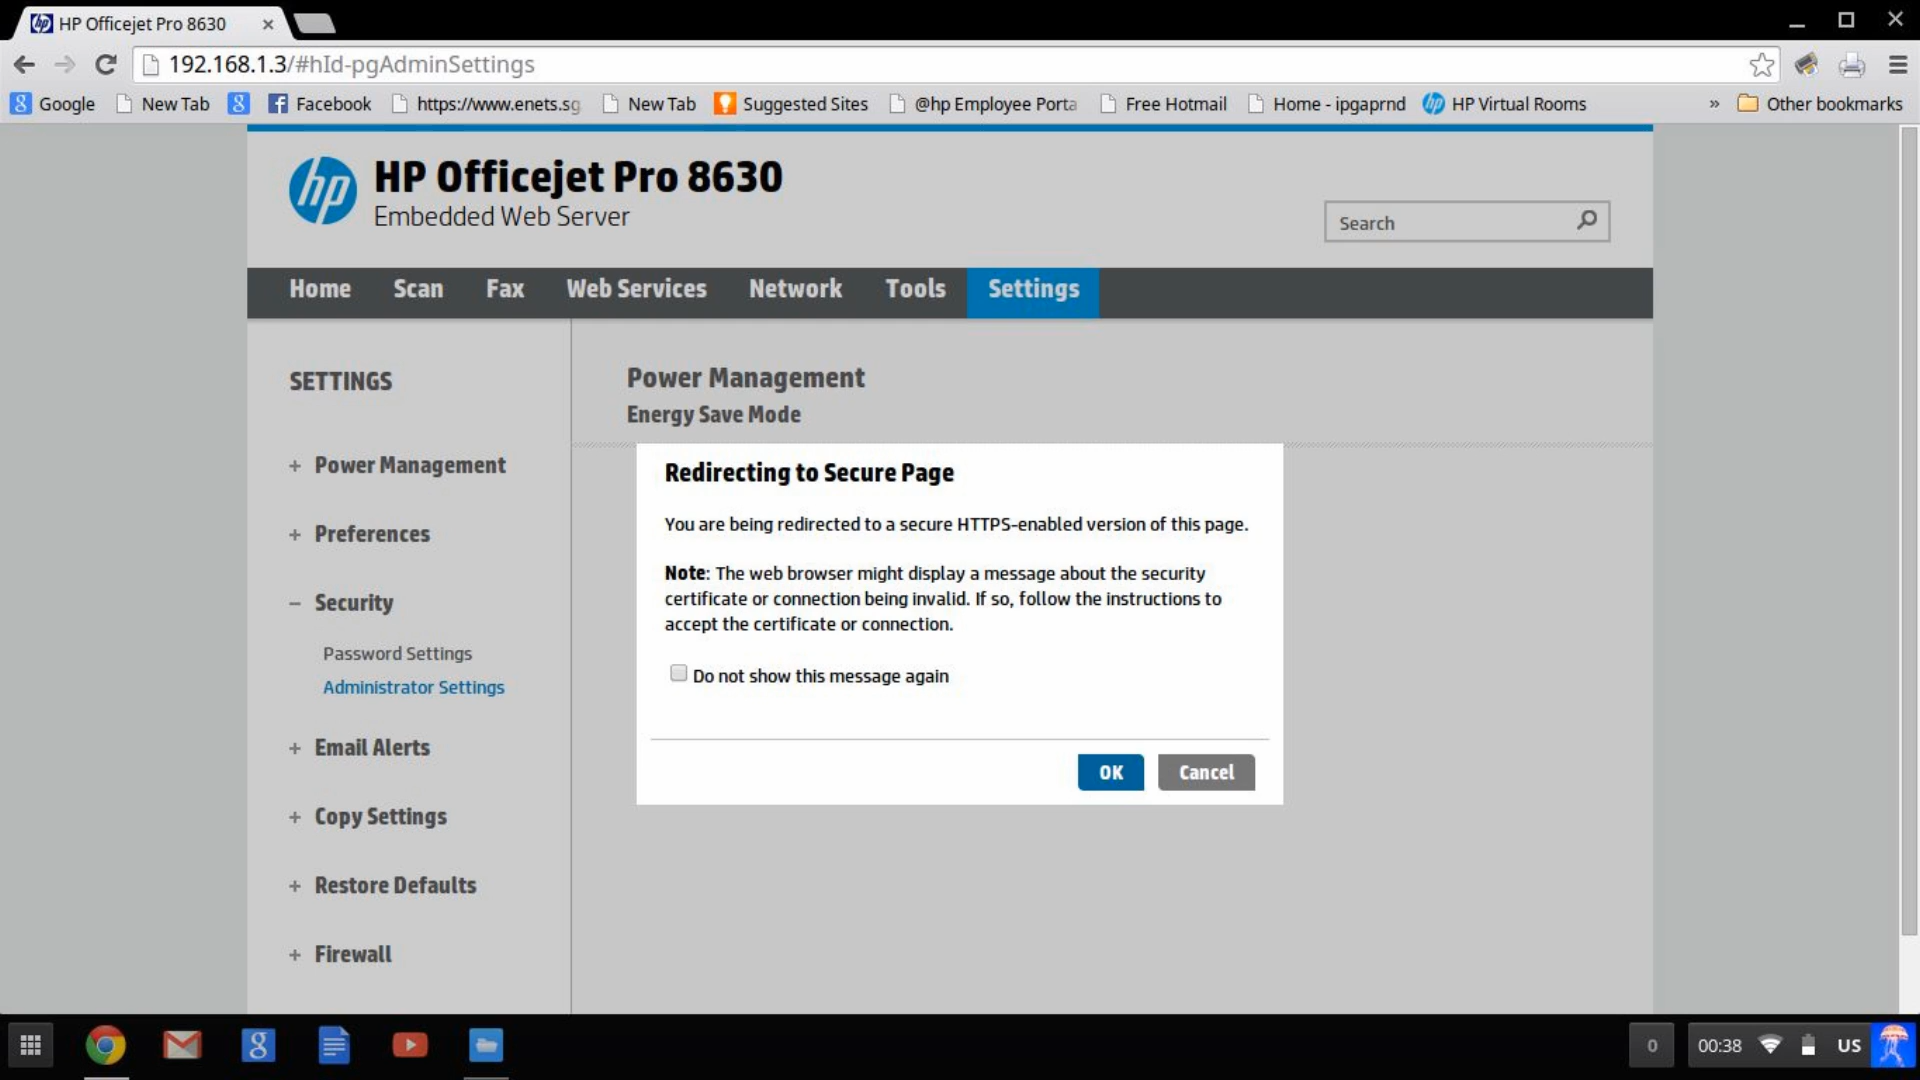 HP Officejet Pro 8630
192.168.1.3/#hId-pgAdminSettings
Google New Tab Facebook https://www.enets.sg New Tab Suggested Sites @hp Employee Porta Free Hotmail Home - ipgaprnd HP Virtual Rooms » Other bookmarks
hp
HP Officejet Pro 8630
Embedded Web Server
Search
Home Scan Fax Web Services Network Tools Settings
SETTINGS
+ Power Management
+ Preferences
– Security
Password Settings
Administrator Settings
+ Email Alerts
+ Copy Settings
+ Restore Defaults
+ Firewall
Power Management
Energy Save Mode
Redirecting to Secure Page
You are being redirected to a secure HTTPS-enabled version of this page.
Note: The web browser might display a message about the security
certificate or connection being invalid. If so, follow the instructions to
accept the certificate or connection.
Do not show this message again
OK Cancel
0 00:38 US